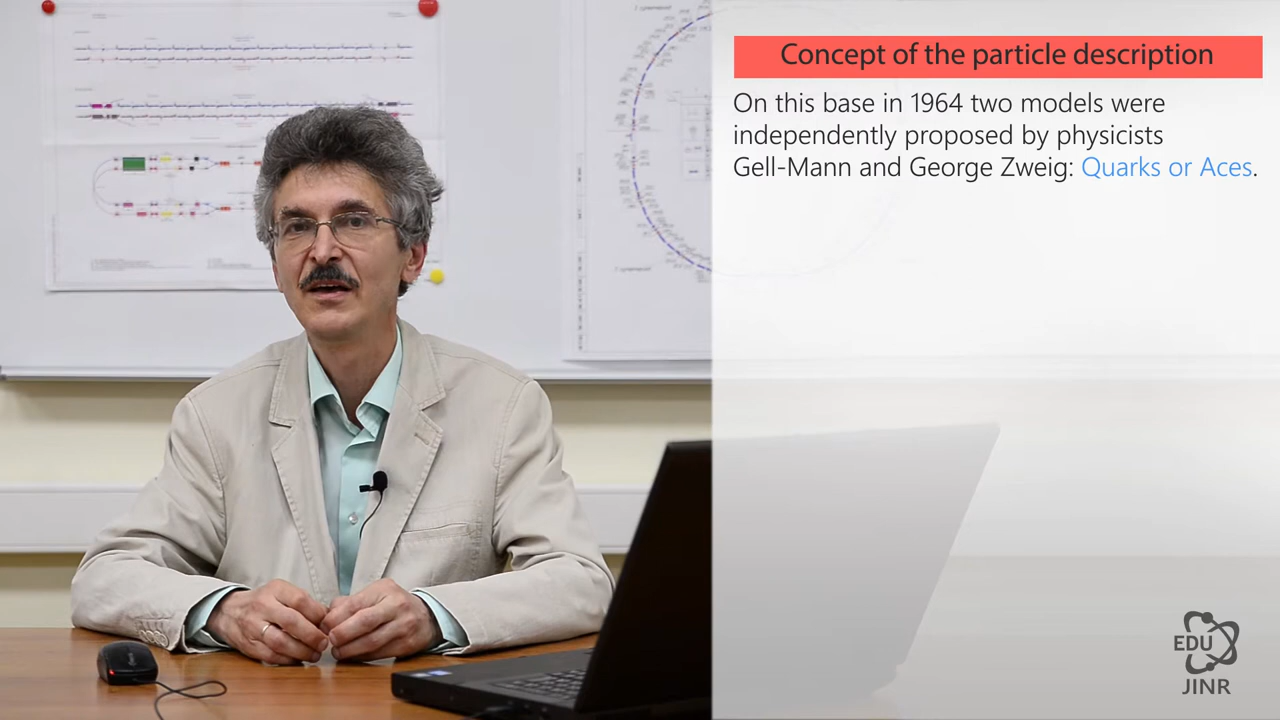 Concept of the particle description
On this base in 1964 two models were
independently proposed by physicists
Gell-Mann and George Zweig: Quarks or Aces.
EDU
JINR